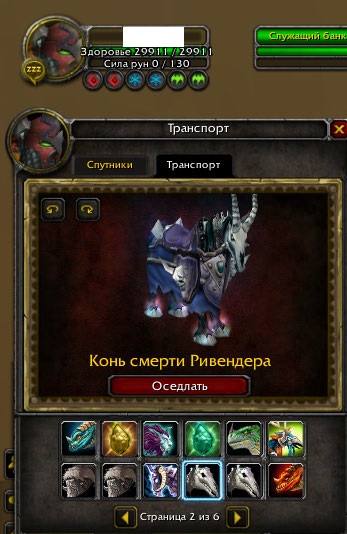 Служащий банк
Здоровье 29911 / 29911
Сила рун 0 / 130
zzz
Транспорт
Спутники
Транспорт
Конь смерти Ривендера
Оседлать
Страница 2 из 6